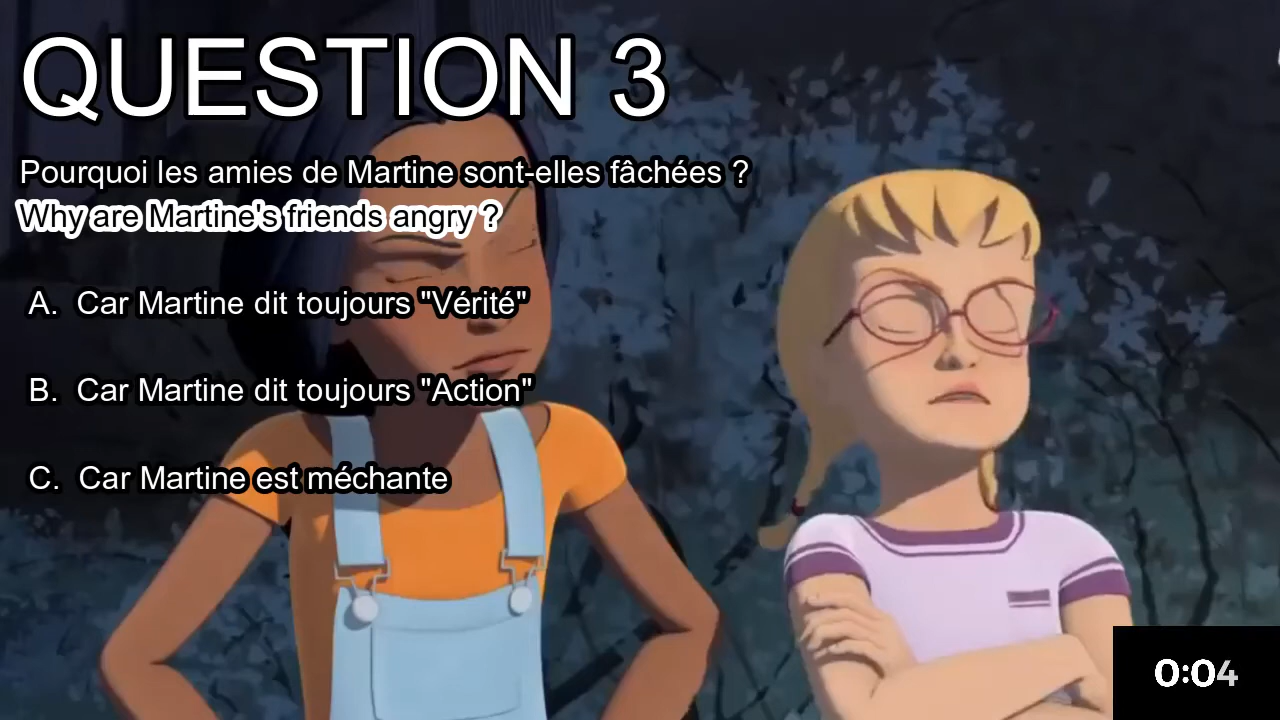 QUESTION 3
Pourquoi les amies de Martine sont-elles fâchées ?
Why are Martine's friends angry ?
A. Car Martine dit toujours "Vérité"
B. Car Martine dit toujours "Action"
C. Car Martine est méchante
0:04